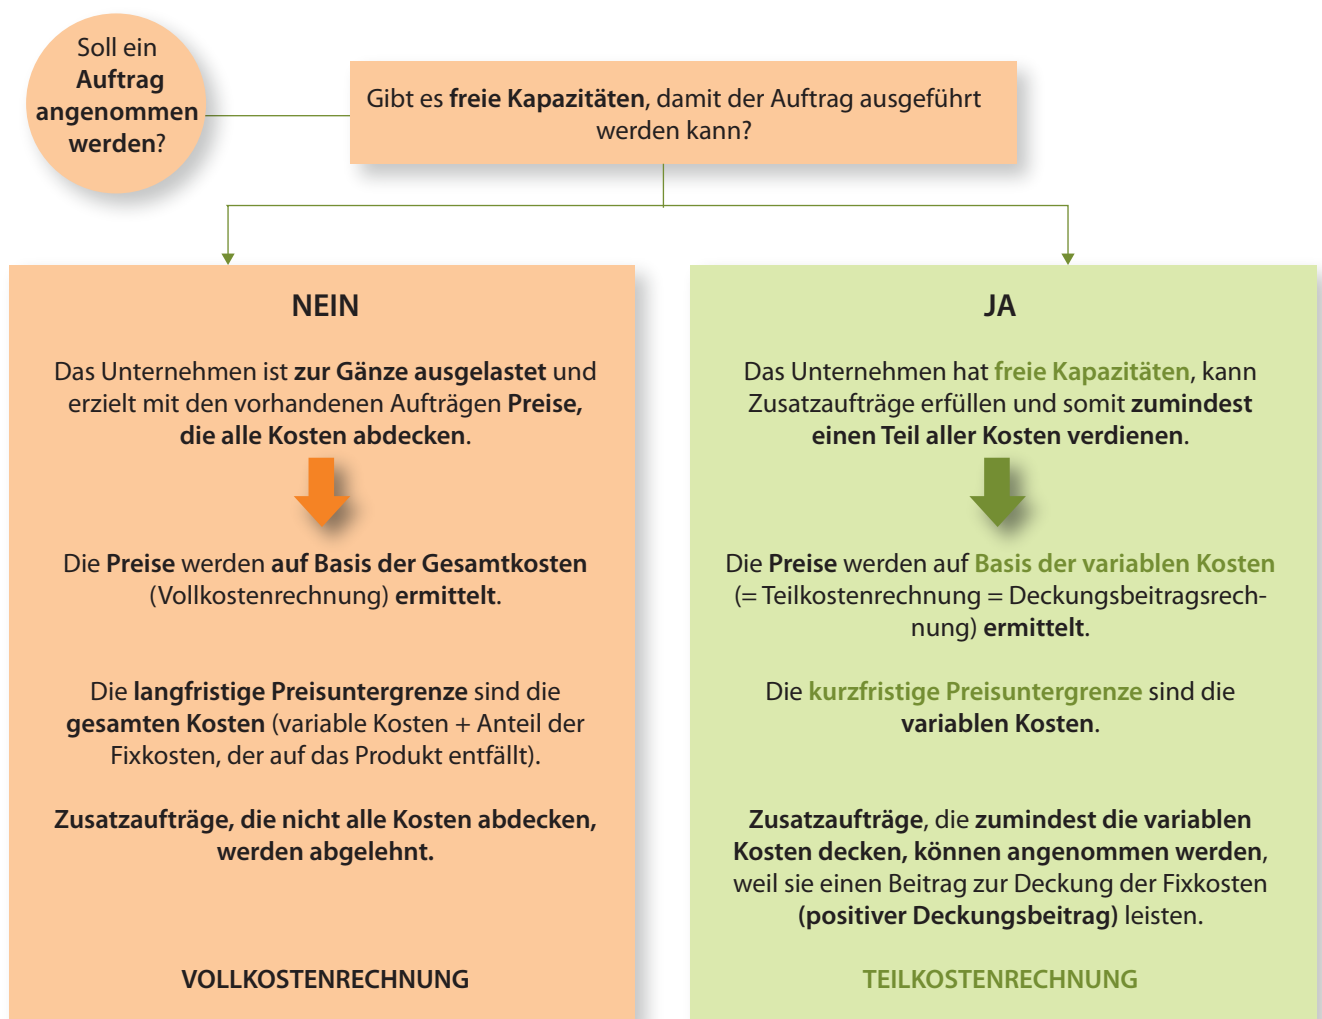 Soll ein
Auftrag
angenommen
werden?
Gibt es freie Kapazitäten, damit der Auftrag ausgeführt
werden kann?
NEIN
Das Unternehmen ist zur Gänze ausgelastet und
erzielt mit den vorhandenen Aufträgen Preise,
die alle Kosten abdecken.
Die Preise werden auf Basis der Gesamtkosten
(Vollkostenrechnung) ermittelt.
Die langfristige Preisuntergrenze sind die
gesamten Kosten (variable Kosten + Anteil der
Fixkosten, der auf das Produkt entfällt).
Zusatzaufträge, die nicht alle Kosten abdecken,
werden abgelehnt.
VOLLKOSTENRECHNUNG
JA
Das Unternehmen hat freie Kapazitäten, kann
Zusatzaufträge erfüllen und somit zumindest
einen Teil aller Kosten verdienen.
Die Preise werden auf Basis der variablen Kosten
(= Teilkostenrechnung = Deckungsbeitragsrech-
nung) ermittelt.
Die kurzfristige Preisuntergrenze sind die
variablen Kosten.
Zusatzaufträge, die zumindest die variablen
Kosten decken, können angenommen werden,
weil sie einen Beitrag zur Deckung der Fixkosten
(positiver Deckungsbeitrag) leisten.
TEILKOSTENRECHNUNG